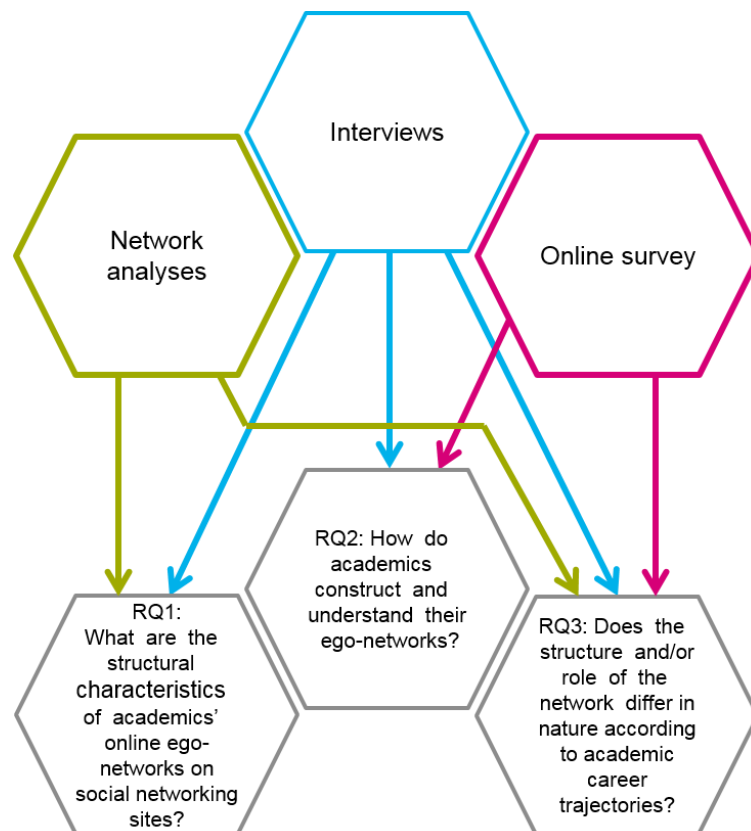 Interviews
Network
analyses
Online survey
RQ2: How do
academics
construct and
understand their
ego-networks?
RQ1:
What are the
structural
characteristics
of academics’
online ego-
networks on
social networking
sites?
RQ3: Does the
structure and/or
role of the
network differ in
nature according
to academic
career
trajectories?